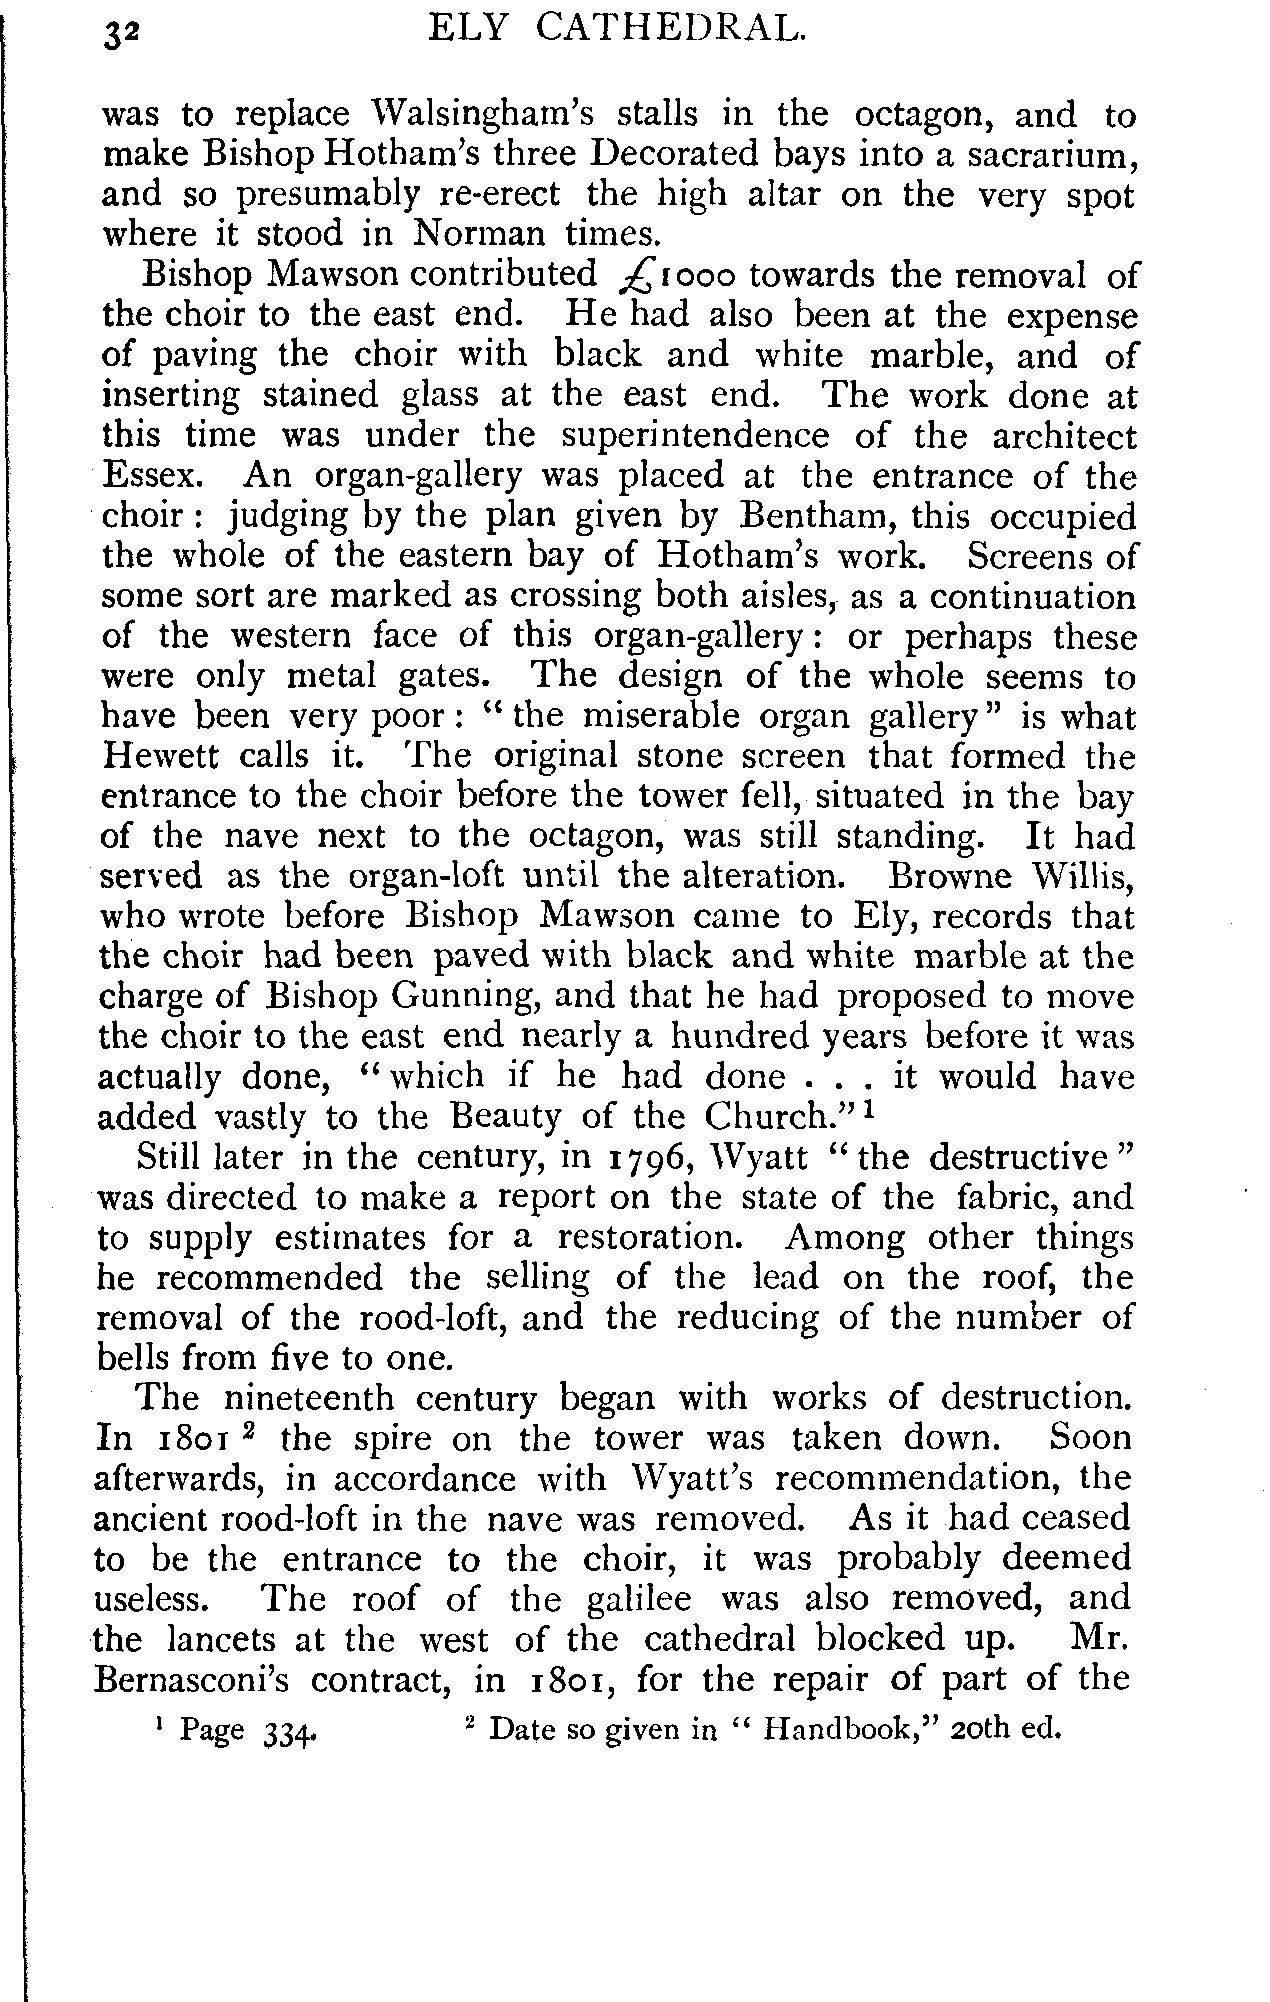 32 ELY CATHEDRAL.
was to replace Walsingham's stalls in the octagon, and to
make Bishop Hotham's three Decorated bays into a sacrarium,
and so presumably re-erect the high altar on the very spot
where it stood in Norman times.
Bishop Mawson contributed £1000 towards the removal of
the choir to the east end. He had also been at the expense
of paving the choir with black and white marble, and of
inserting stained glass at the east end. The work done at
this time was under the superintendence of the architect
Essex. An organ-gallery was placed at the entrance of the
choir : judging by the plan given by Bentham, this occupied
the whole of the eastern bay of Hotham's work. Screens of
some sort are marked as crossing both aisles, as a continuation
of the western face of this organ-gallery : or perhaps these
were only metal gates. The design of the whole seems to
have been very poor : "the miserable organ gallery" is what
Hewett calls it. The original stone screen that formed the
entrance to the choir before the tower fell, situated in the bay
of the nave next to the octagon, was still standing. It had
served as the organ-loft until the alteration. Browne Willis,
who wrote before Bishop Mawson came to Ely, records that
the choir had been paved with black and white marble at the
charge of Bishop Gunning, and that he had proposed to move
the choir to the east end nearly a hundred years before it was
actually done, "which if he had done . . . it would have
added vastly to the Beauty of the Church."¹
Still later in the century, in 1796, Wyatt "the destructive"
was directed to make a report on the state of the fabric, and
to supply estimates for a restoration. Among other things
he recommended the selling of the lead on the roof, the
removal of the rood-loft, and the reducing of the number of
bells from five to one.
The nineteenth century began with works of destruction.
In 1801 ² the spire on the tower was taken down. Soon
afterwards, in accordance with Wyatt's recommendation, the
ancient rood-loft in the nave was removed. As it had ceased
to be the entrance to the choir, it was probably deemed
useless. The roof of the galilee was also removed, and
the lancets at the west of the cathedral blocked up. Mr.
Bernasconi's contract, in 1801, for the repair of part of the
¹ Page 334. ² Date so given in "Handbook," 20th ed.